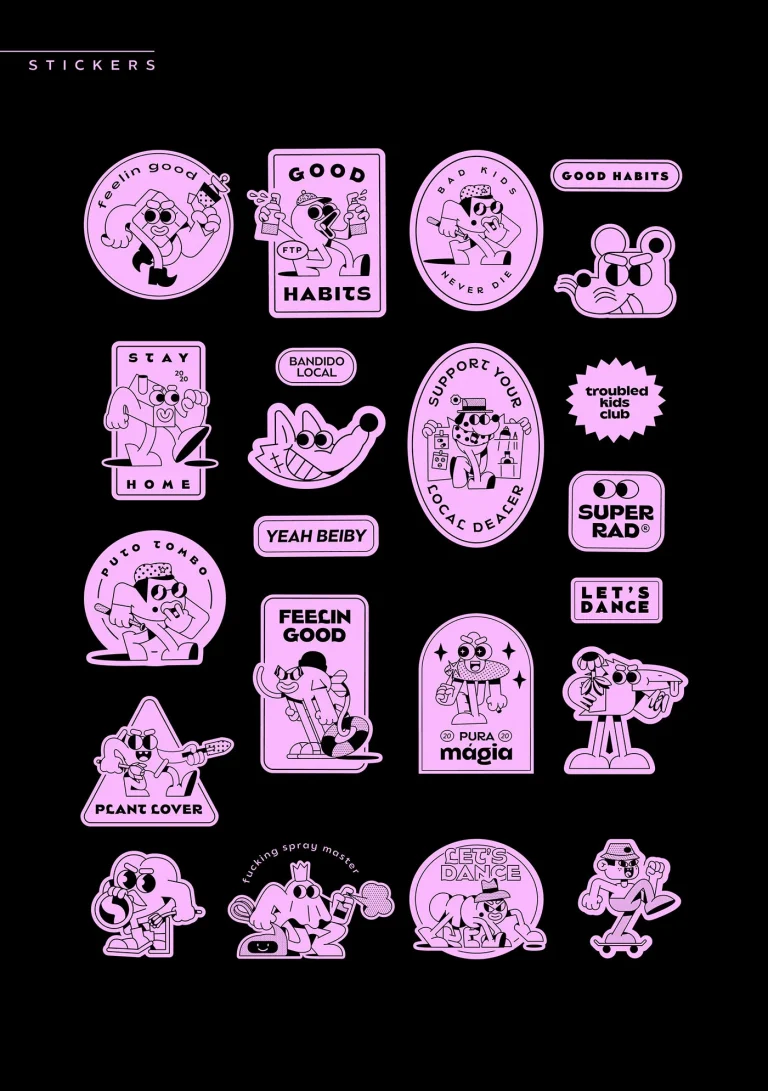 STICKERS
feelin good
GOOD
FTP
HABITS
BAD KIDS
NEVER DIE
GOOD HABITS
STAY
20
20
HOME
BANDIDO
LOCAL
SUPPORT YOUR
LOCAL DEALER
troubled
kids
club
SUPER
RAD®
YEAH BEIBY
PUTO TOMBO
FEELIN
GOOD
LET'S
DANCE
20 PURA 20
mágia
PLANT LOVER
fucking spray master
LET'S
DANCE